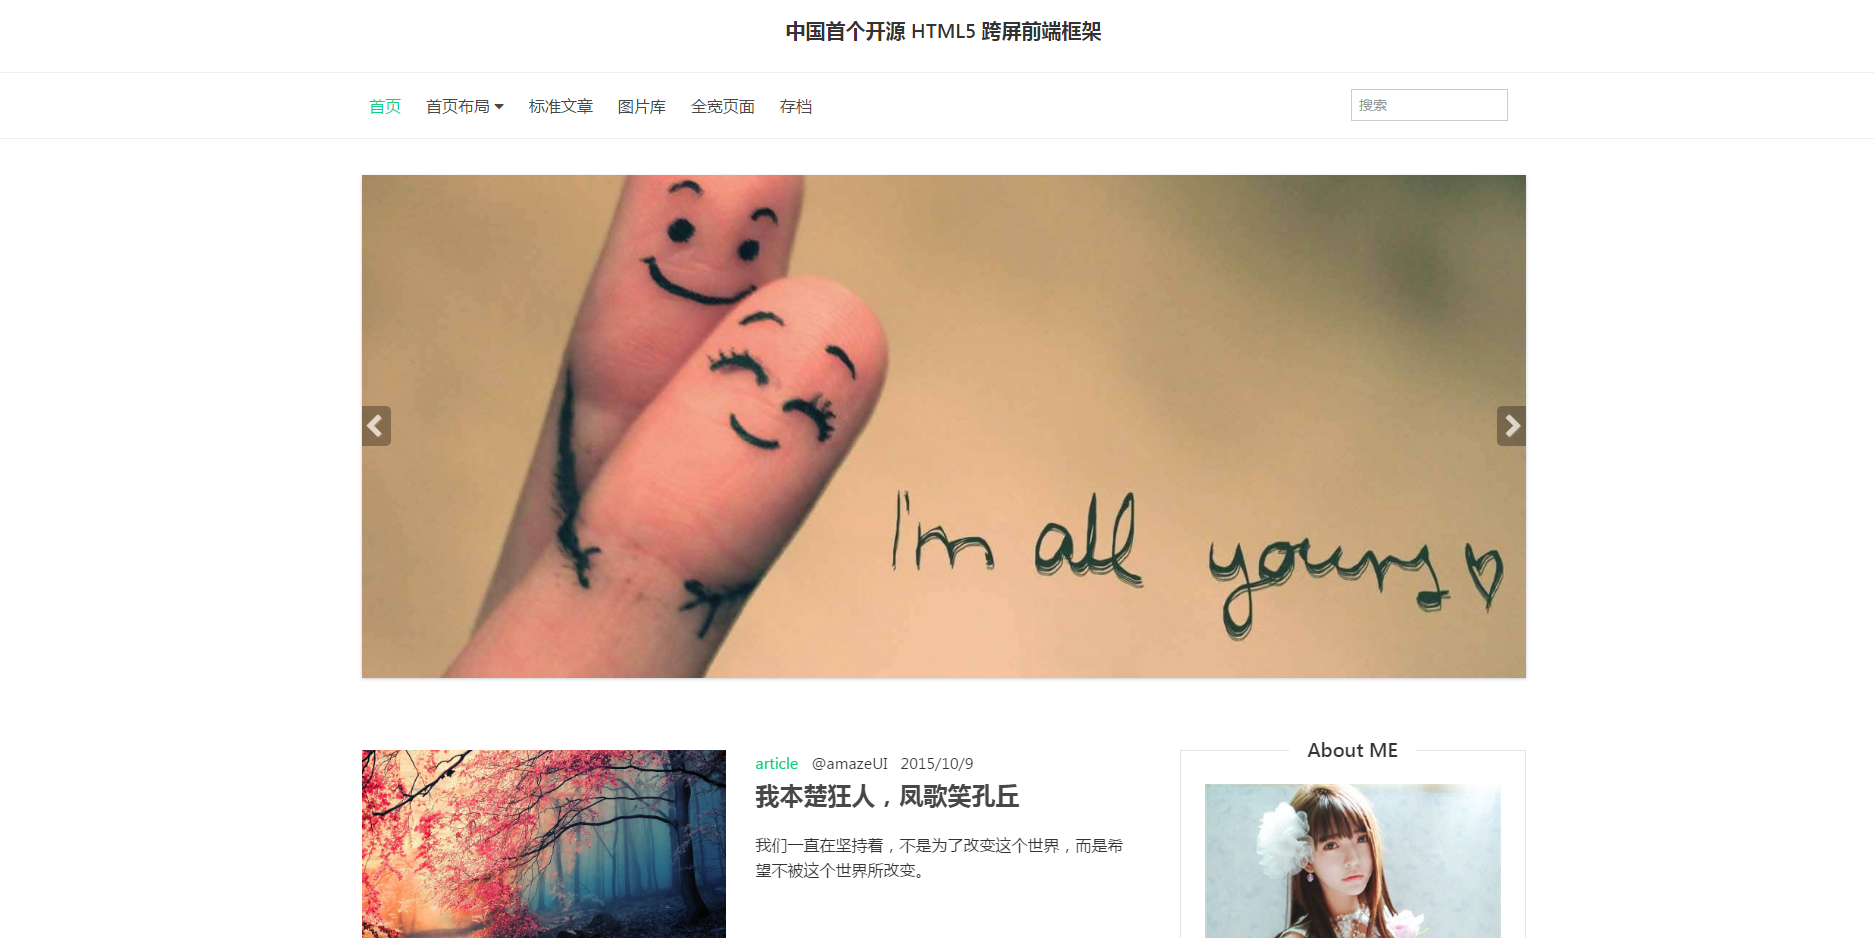 中国首个开源 HTML5 跨屏前端框架
首页 首页布局 标准文章 图片库 全宽页面 存档 搜索
I'm all yours
article @amazeUI 2015/10/9
我本楚狂人，凤歌笑孔丘
我们一直在坚持着，不是为了改变这个世界，而是希
望不被这个世界所改变。
About ME